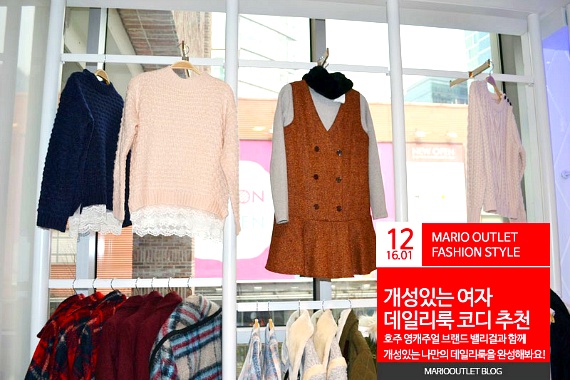 12
16.01
MARIO OUTLET
FASHION STYLE
개성있는 여자
데일리룩 코디 추천
호주 영캐주얼 브랜드 밸리걸과 함께
개성있는 나만의 데일리룩을 완성해봐요!
MARIOOUTLET BLOG